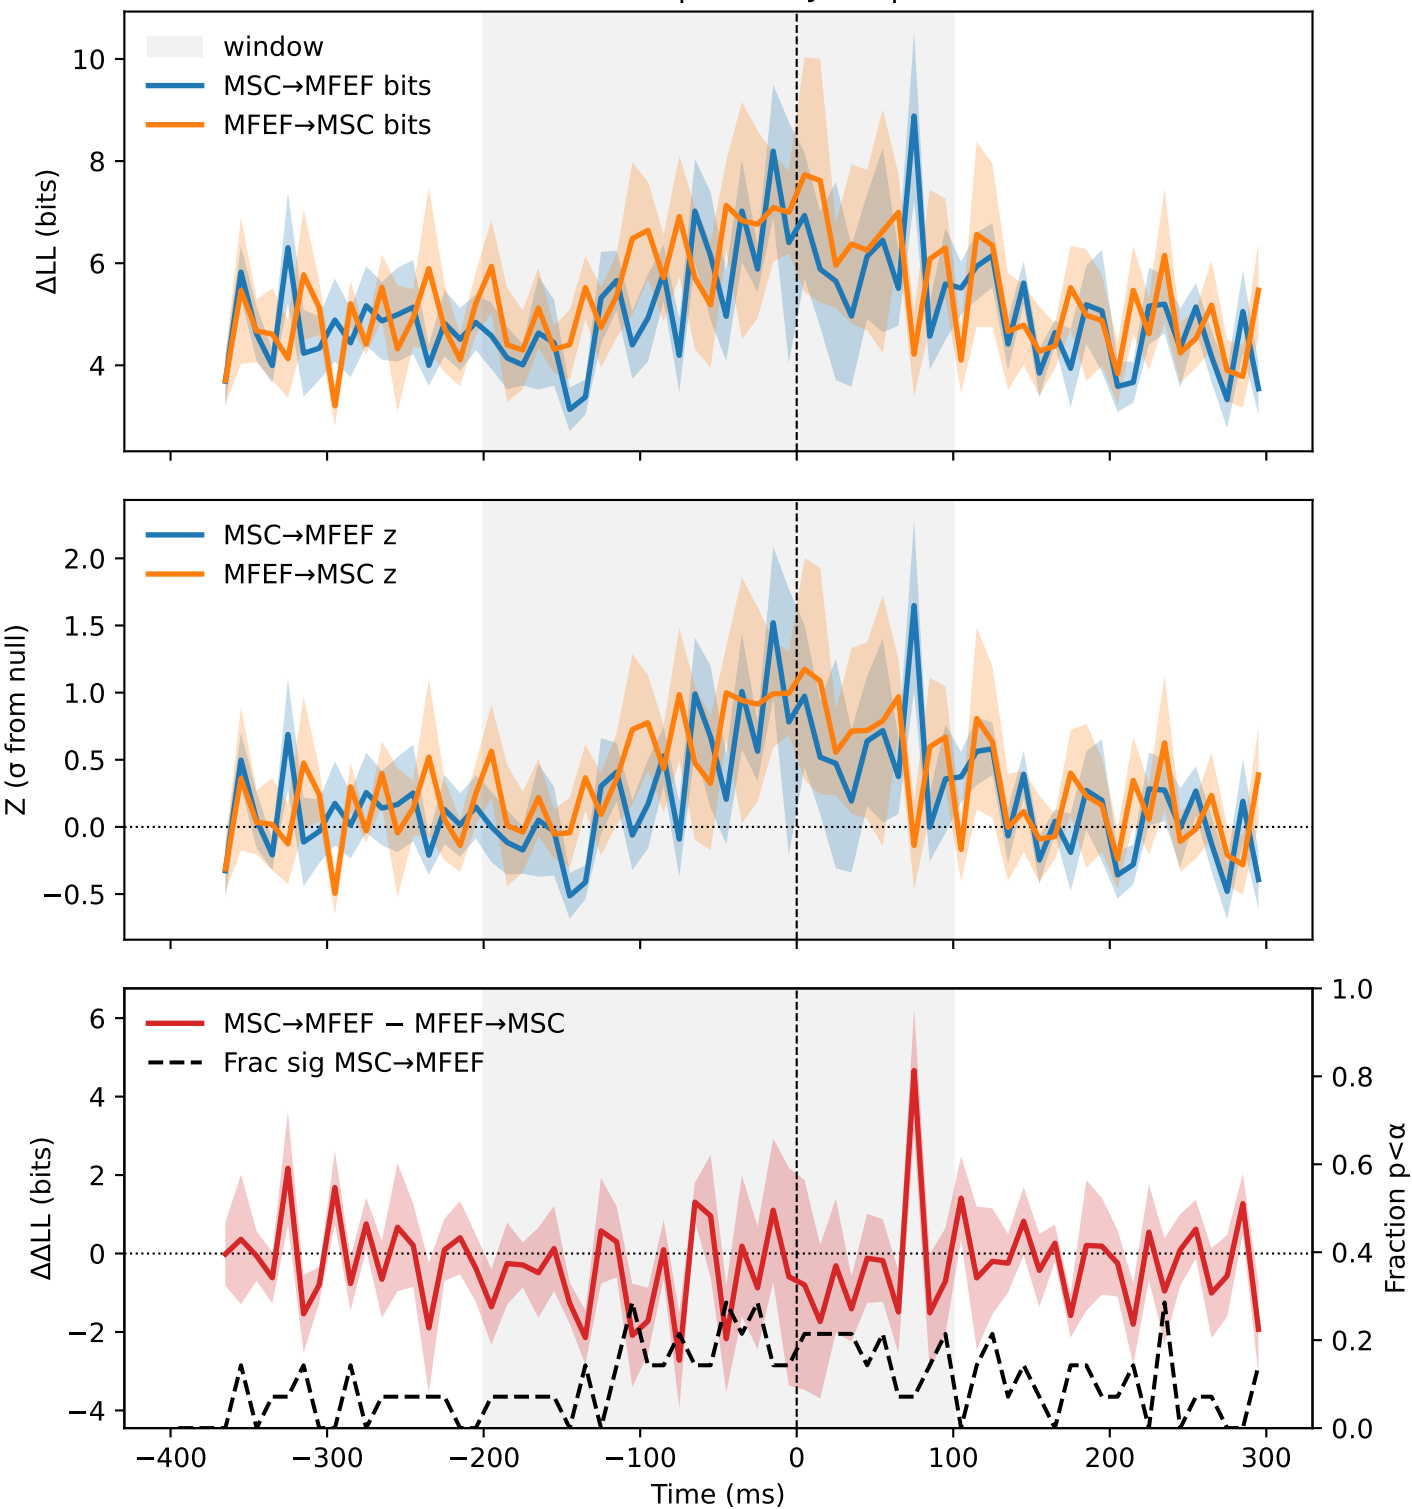 window
MSC→MFEF bits
MFEF→MSC bits
10
8
6
4
ΔLL (bits)
MSC→MFEF z
MFEF→MSC z
2.0
1.5
1.0
0.5
0.0
−0.5
Z (σ from null)
MSC→MFEF − MFEF→MSC
Frac sig MSC→MFEF
6
4
2
0
−2
−4
ΔΔLL (bits)
1.0
0.8
0.6
0.4
0.2
0.0
Fraction p<α
−400 −300 −200 −100 0 100 200 300
Time (ms)